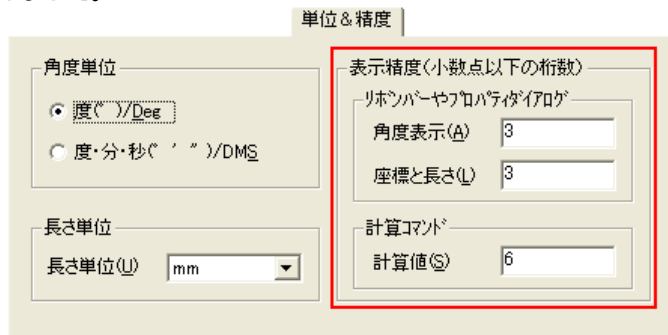 単位&精度
角度単位
度(°)/Deg
度・分・秒(° ′ ″)/DMS
長さ単位
長さ単位(U) mm
表示精度(小数点以下の桁数)
ﾘﾎﾞﾝﾊﾞｰやﾌﾟﾛﾊﾟﾃｨﾀﾞｲｱﾛｸﾞ
角度表示(A) 3
座標と長さ(L) 3
計算ｺﾏﾝﾄﾞ
計算値(S) 6